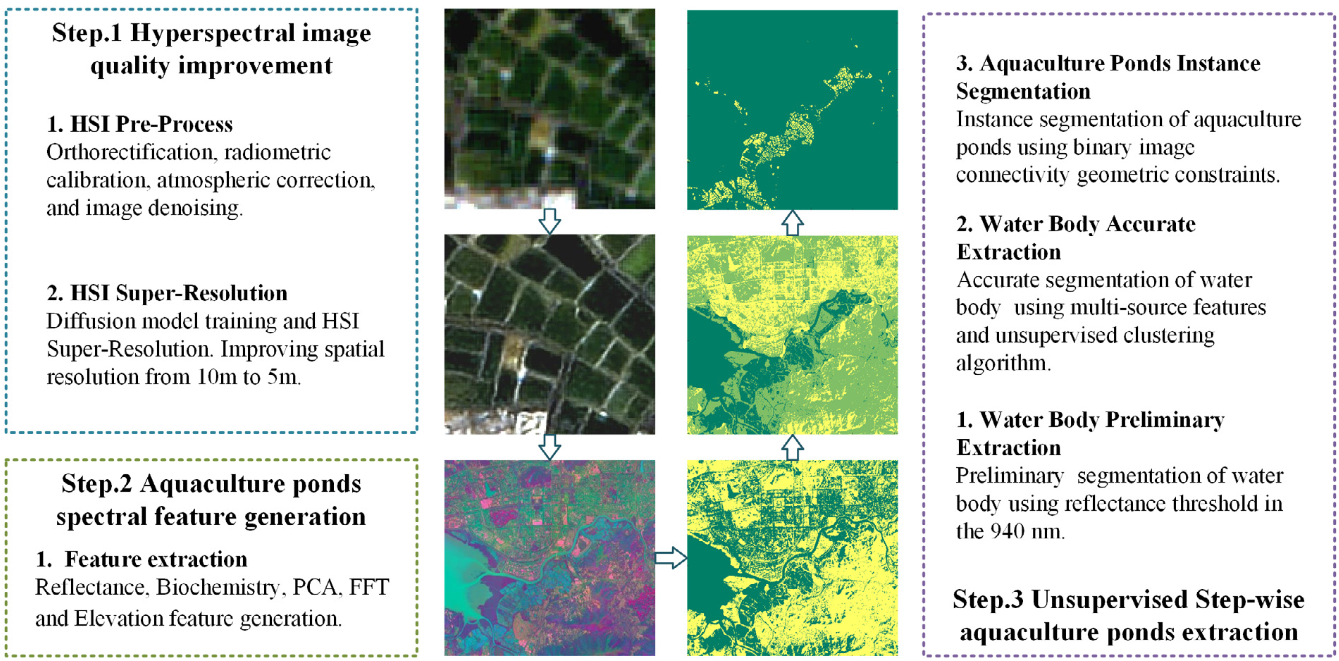 Step.1 Hyperspectral image
quality improvement
1. HSI Pre-Process
Orthorectification, radiometric
calibration, atmospheric correction,
and image denoising.
2. HSI Super-Resolution
Diffusion model training and HSI
Super-Resolution. Improving spatial
resolution from 10m to 5m.
Step.2 Aquaculture ponds
spectral feature generation
1. Feature extraction
Reflectance, Biochemistry, PCA, FFT
and Elevation feature generation.
3. Aquaculture Ponds Instance
Segmentation
Instance segmentation of aquaculture
ponds using binary image
connectivity geometric constraints.
2. Water Body Accurate
Extraction
Accurate segmentation of water
body using multi-source features
and unsupervised clustering
algorithm.
1. Water Body Preliminary
Extraction
Preliminary segmentation of water
body using reflectance threshold in
the 940 nm.
Step.3 Unsupervised Step-wise
aquaculture ponds extraction